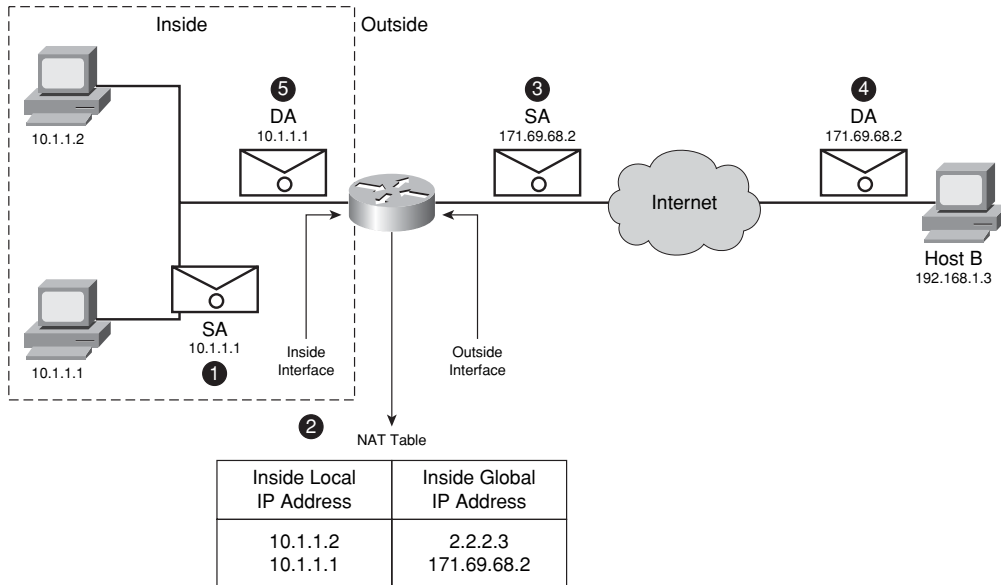 Inside
Outside
10.1.1.2
5
DA
10.1.1.1
3
SA
171.69.68.2
4
DA
171.69.68.2
Internet
Host B
192.168.1.3
10.1.1.1
SA
10.1.1.1
1
Inside
Interface
Outside
Interface
2
NAT Table
Inside Local
IP Address
Inside Global
IP Address
10.1.1.2
2.2.2.3
10.1.1.1
171.69.68.2